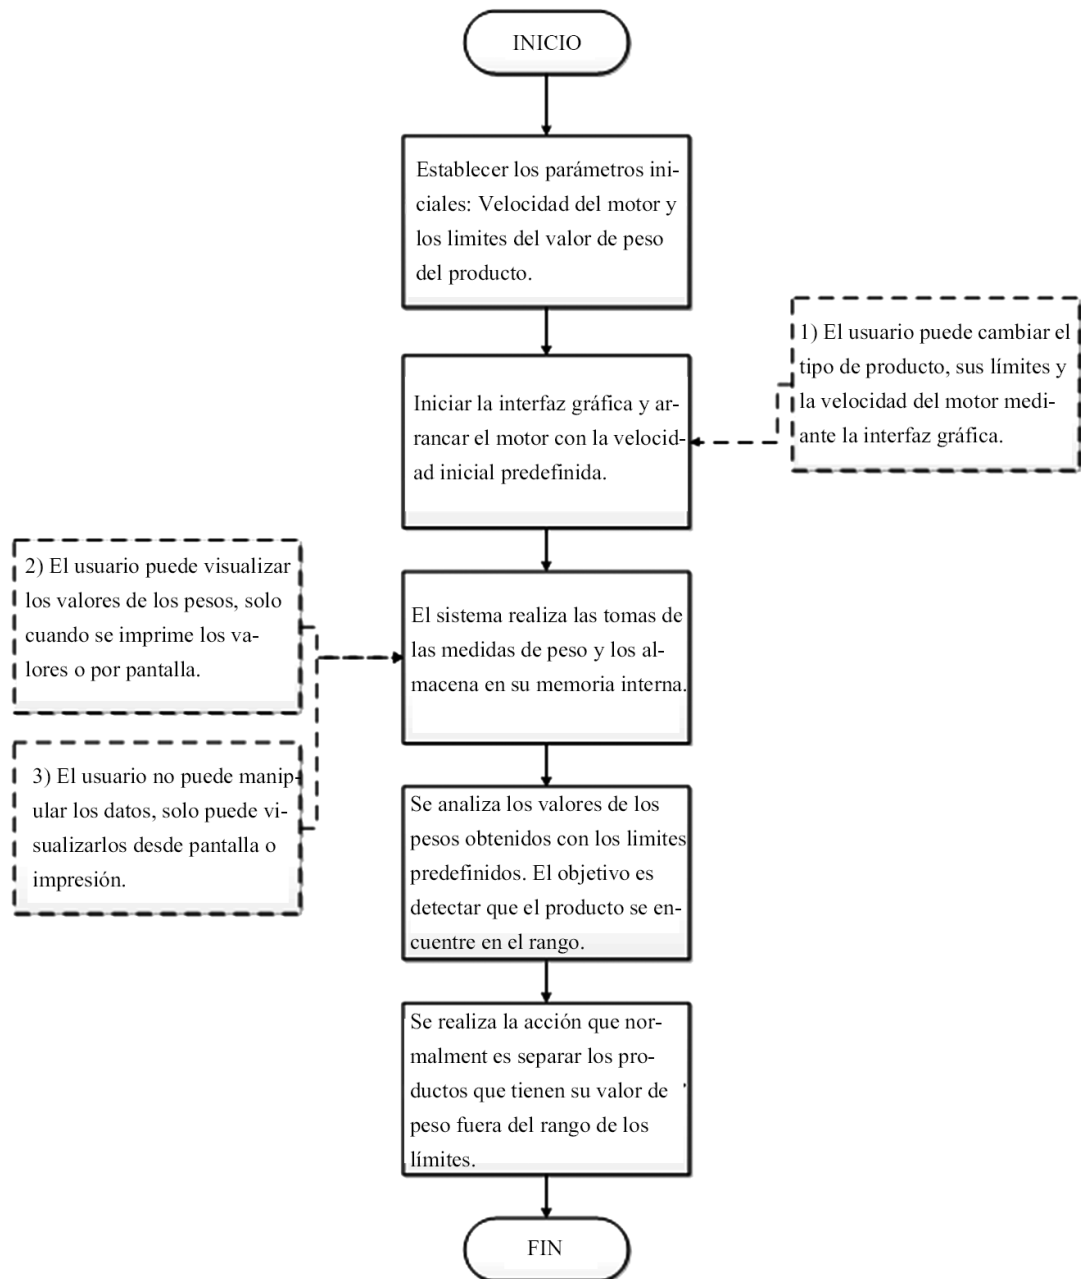 INICIO
Establecer los parámetros ini-
ciales: Velocidad del motor y
los limites del valor de peso
del producto.
1) El usuario puede cambiar el
tipo de producto, sus límites y
la velocidad del motor medi-
ante la interfaz gráfica.
Iniciar la interfaz gráfica y ar-
rancar el motor con la velocid-
ad inicial predefinida.
2) El usuario puede visualizar
los valores de los pesos, solo
cuando se imprime los va-
lores o por pantalla.
El sistema realiza las tomas de
las medidas de peso y los al-
macena en su memoria interna.
3) El usuario no puede manip-
ular los datos, solo puede vi-
sualizarlos desde pantalla o
impresión.
Se analiza los valores de los
pesos obtenidos con los limites
predefinidos. El objetivo es
detectar que el producto se en-
cuentre en el rango.
Se realiza la acción que nor-
malment es separar los pro-
ductos que tienen su valor de
peso fuera del rango de los
límites.
FIN